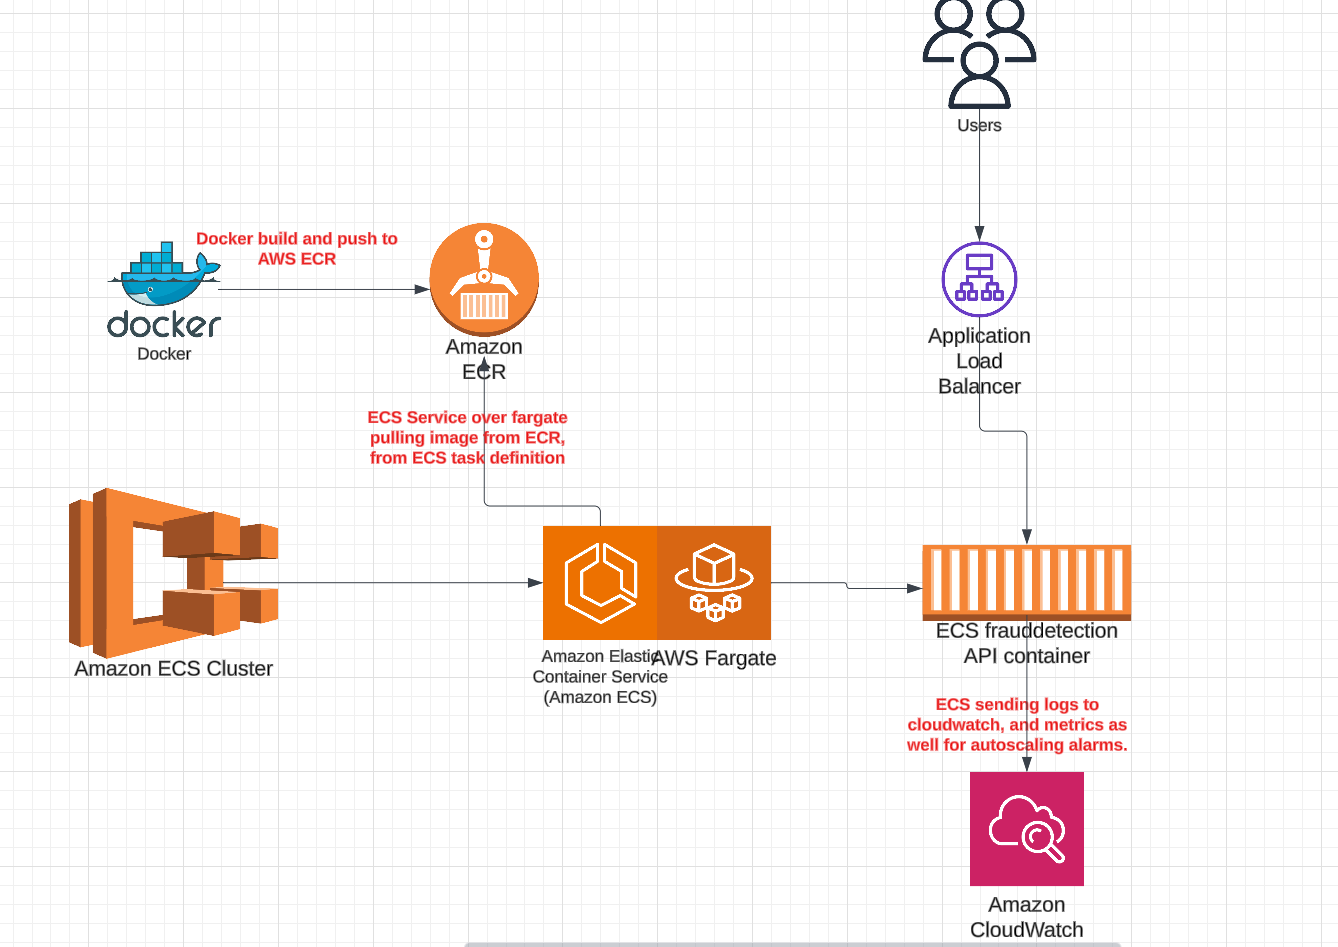 Users
Docker build and push to
AWS ECR
docker
Docker
Amazon
ECR
Application
Load
Balancer
ECS Service over fargate
pulling image from ECR,
from ECS task definition
Amazon ECS Cluster
Amazon Elastic
Container Service
(Amazon ECS)
AWS Fargate
ECS frauddetection
API container
ECS sending logs to
cloudwatch, and metrics as
well for autoscaling alarms.
Amazon
CloudWatch